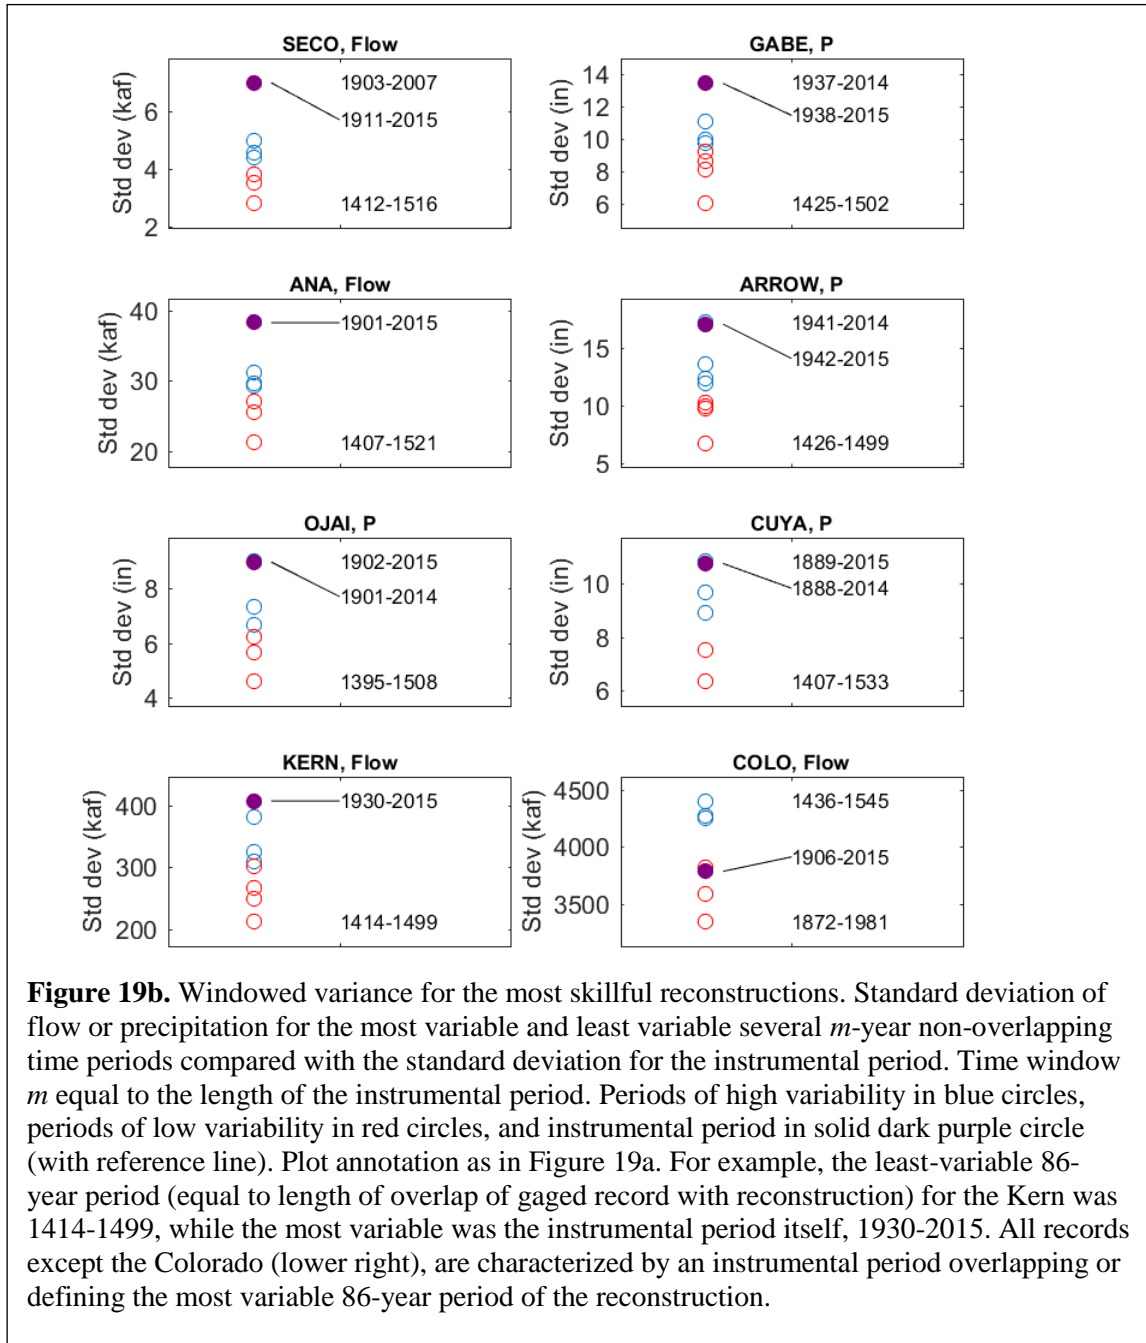 SECO, Flow
Std dev (kaf)
6
4
2
1903-2007
1911-2015
1412-1516
GABE, P
Std dev (in)
14
12
10
8
6
1937-2014
1938-2015
1425-1502
ANA, Flow
Std dev (kaf)
40
30
20
1901-2015
1407-1521
ARROW, P
Std dev (in)
15
10
5
1941-2014
1942-2015
1426-1499
OJAI, P
Std dev (in)
8
6
4
1902-2015
1901-2014
1395-1508
CUYA, P
Std dev (in)
10
8
6
1889-2015
1888-2014
1407-1533
KERN, Flow
Std dev (kaf)
400
300
200
1930-2015
1414-1499
COLO, Flow
Std dev (kaf)
4500
4000
3500
1436-1545
1906-2015
1872-1981
Figure 19b. Windowed variance for the most skillful reconstructions. Standard deviation of
flow or precipitation for the most variable and least variable several m-year non-overlapping
time periods compared with the standard deviation for the instrumental period. Time window
m equal to the length of the instrumental period. Periods of high variability in blue circles,
periods of low variability in red circles, and instrumental period in solid dark purple circle
(with reference line). Plot annotation as in Figure 19a. For example, the least-variable 86-
year period (equal to length of overlap of gaged record with reconstruction) for the Kern was
1414-1499, while the most variable was the instrumental period itself, 1930-2015. All records
except the Colorado (lower right), are characterized by an instrumental period overlapping or
defining the most variable 86-year period of the reconstruction.